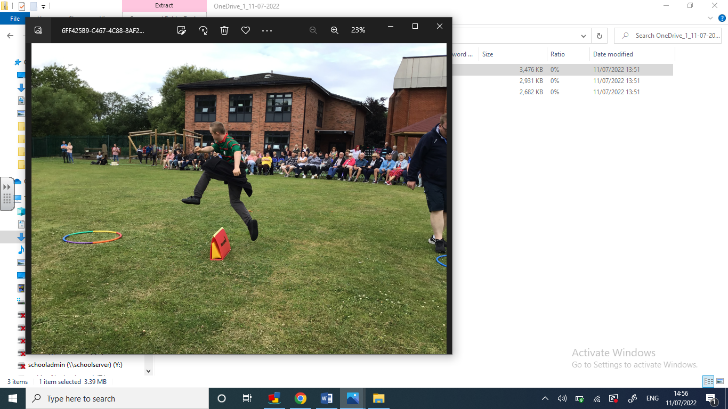 Extract
OneDrive_1_11-07-2022
File
6FF425B9-C467-4C88-8AF2...
23%
Search OneDrive_1_11-07-20...
word ...
Size
Ratio
Date modified
3,476 KB
0%
11/07/2022 13:51
2,931 KB
0%
11/07/2022 13:51
2,682 KB
0%
11/07/2022 13:51
schooladmin (\\schoolserver) (Y:)
3 items
1 item selected 3.39 MB
Activate Windows
Go to Settings to activate Windows.
Type here to search
ENG
14:56
11/07/2022